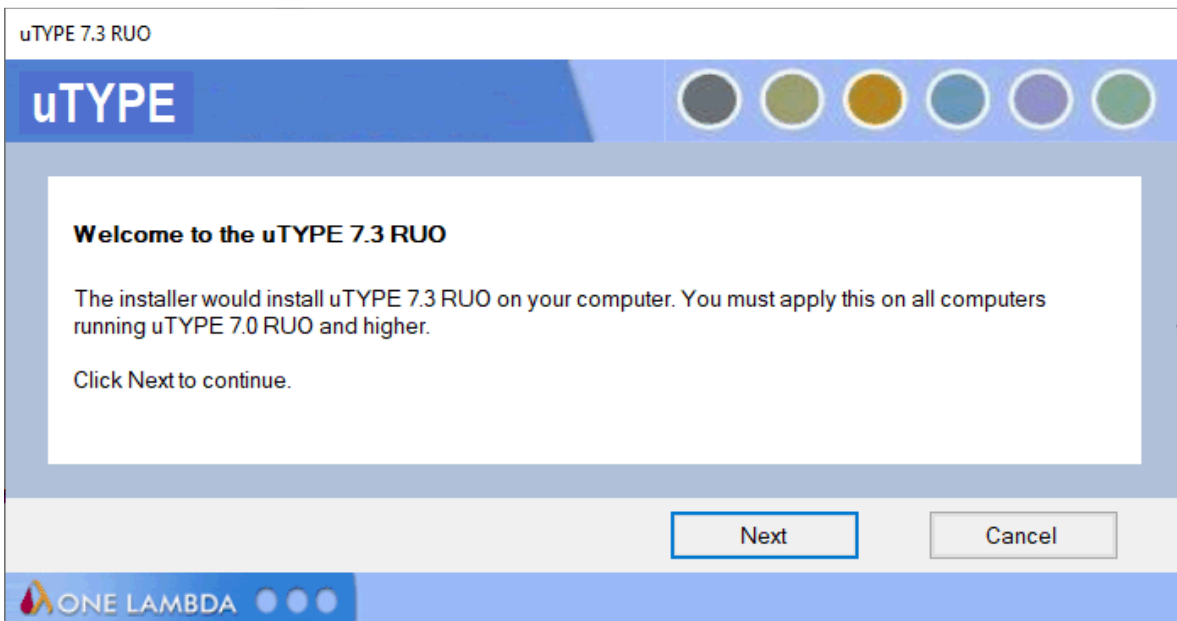 uTYPE 7.3 RUO
uTYPE
Welcome to the uTYPE 7.3 RUO
The installer would install uTYPE 7.3 RUO on your computer. You must apply this on all computers
running uTYPE 7.0 RUO and higher.
Click Next to continue.
Next
Cancel
ONE LAMBDA